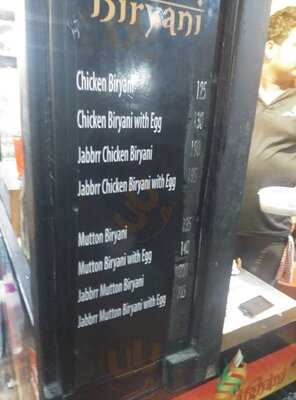 Biryani
Chicken Biryani 125
Chicken Biryani with Egg
Jabbrr Chicken Biryani
Jabbrr Chicken Biryani with Egg
Mutton Biryani
Mutton Biryani with Egg 140
Jabbrr Mutton Biryani
Jabbrr Mutton Biryani with Egg